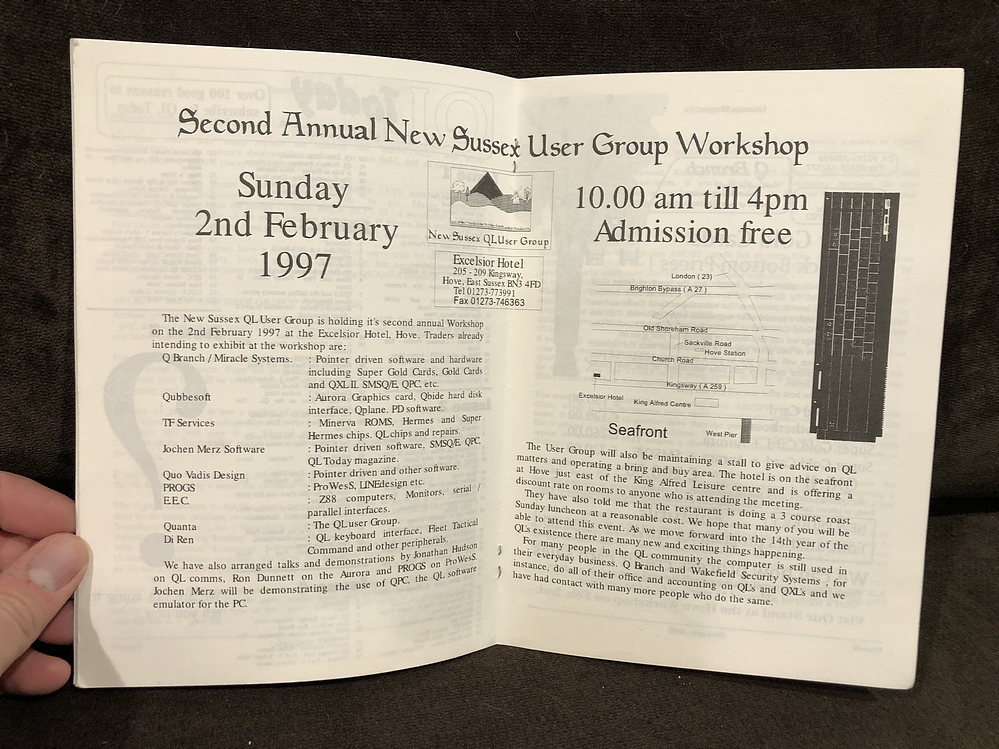 Second Annual New Sussex User Group Workshop
Sunday
2nd February
1997
New Sussex QL User Group
Excelsior Hotel
205 - 209 Kingsway,
Hove, East Sussex BN3 4FD
Tel 01273-773991
Fax 01273-746363
10.00 am till 4pm
Admission free
The New Sussex QL User Group is holding it's second annual Workshop
on the 2nd February 1997 at the Excelsior Hotel, Hove. Traders already
intending to exhibit at the workshop are:
Q Branch / Miracle Systems. : Pointer driven software and hardware
including Super Gold Cards, Gold Cards
and QXL II. SMSQ/E, QPC, etc.
Qubbesoft : Aurora Graphics card, Qbide hard disk
interface, Qplane. PD software.
TF Services : Minerva ROMS, Hermes and Super
Hermes chips. QL chips and repairs.
Jochen Merz Software : Pointer driven software, SMSQ/E, QPC,
QL Today magazine.
Quo Vadis Design : Pointer and other software.
PROGS : ProWesS, LINEdesign etc.
E.E.C. : Z88 computers, Monitors, serial /
parallel interfaces.
Quanta : The QL user Group.
Di Ren : QL keyboard interface, Fleet Tactical
Command and other peripherals.
We have also arranged talks and demonstrations by Jonathan Hudson
on QL comms, Ron Dunnett on the Aurora and PROGS on ProWesS.
Jochen Merz will be demonstrating the use of QPC, the QL software
emulator for the PC.
London ( 23)
Brighton Bypass ( A 27 )
Old Shoreham Road
Sackville Road
Hove Station
Church Road
Kingsway ( A 259 )
Excelsior Hotel
King Alfred Centre
Seafront
West Pier
The User Group will also be maintaining a stall to give advice on QL
matters and operating a bring and buy area. The hotel is on the seafront
at Hove just east of the King Alfred Leisure centre and is offering a
discount rate on rooms to anyone who is attending the meeting.
They have also told me that the restaurant is doing a 3 course roast
Sunday luncheon at a reasonable cost. We hope that many of you will be
able to attend this event. As we move forward into the 14th year of the
QL's existence there are many new and exciting things happening.
For many people in the QL community the computer is still used in
their everyday business. Q Branch and Wakefield Security Systems , for
instance, do all of their office and accounting on QL's and QXL's and we
have had contact with many more people who do the same.